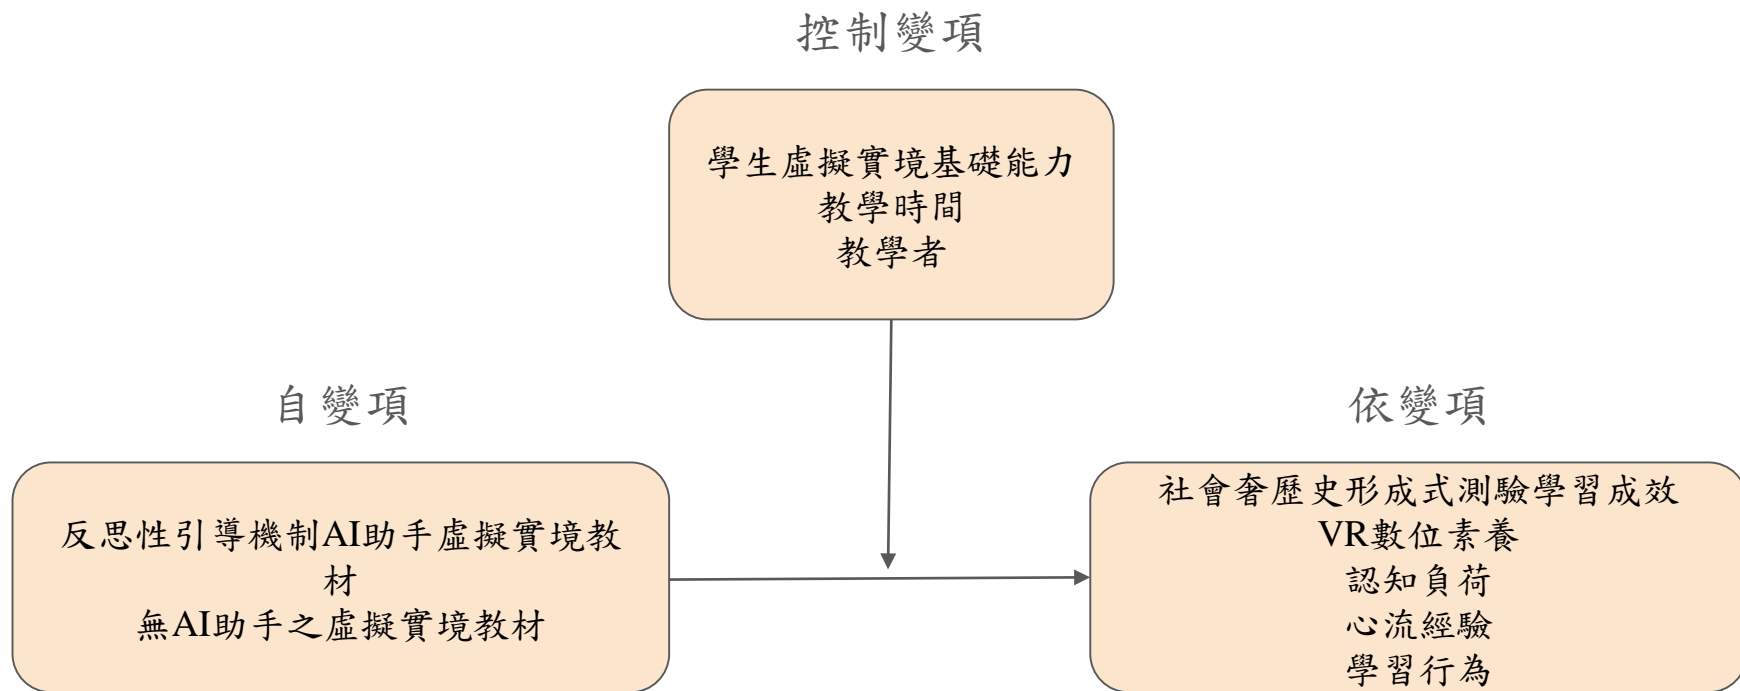 控制變項
學生虛擬實境基礎能力
教學時間
教學者
自變項
反思性引導機制AI助手虛擬實境教
材
無AI助手之虛擬實境教材
依變項
社會奢歷史形成式測驗學習成效
VR數位素養
認知負荷
心流經驗
學習行為